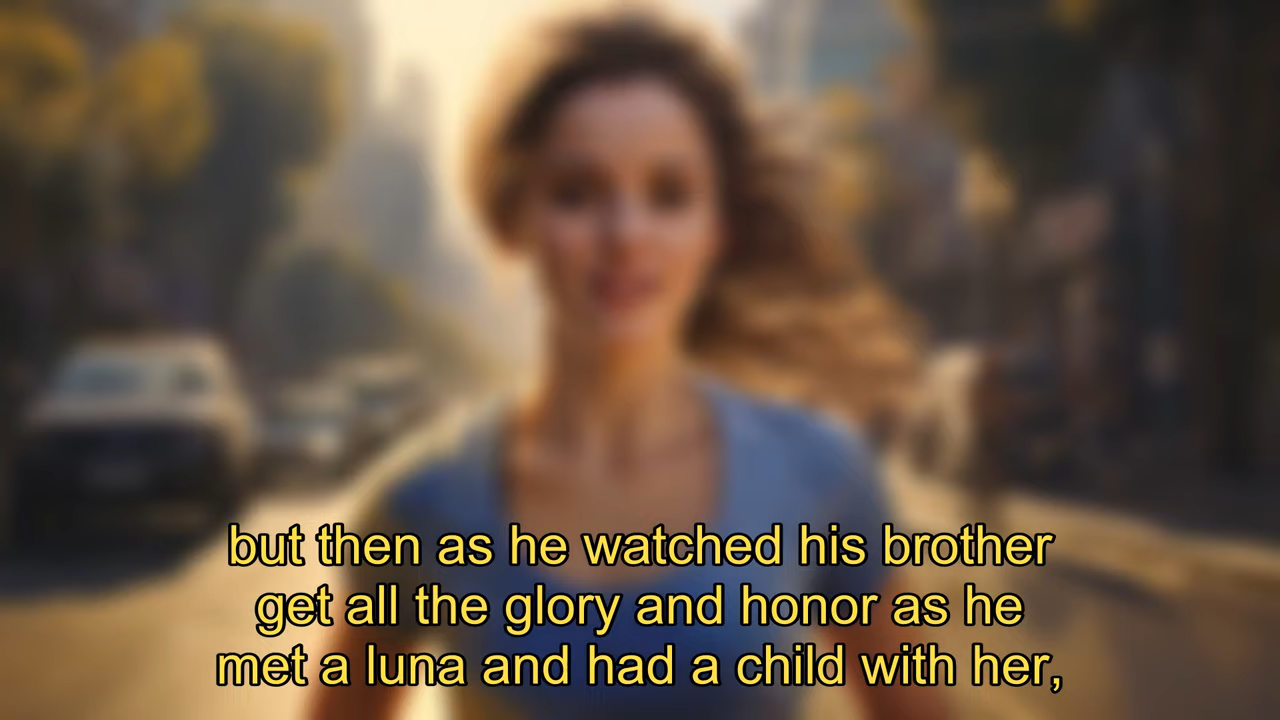 but then as he watched his brother
get all the glory and honor as he
met a luna and had a child with her,